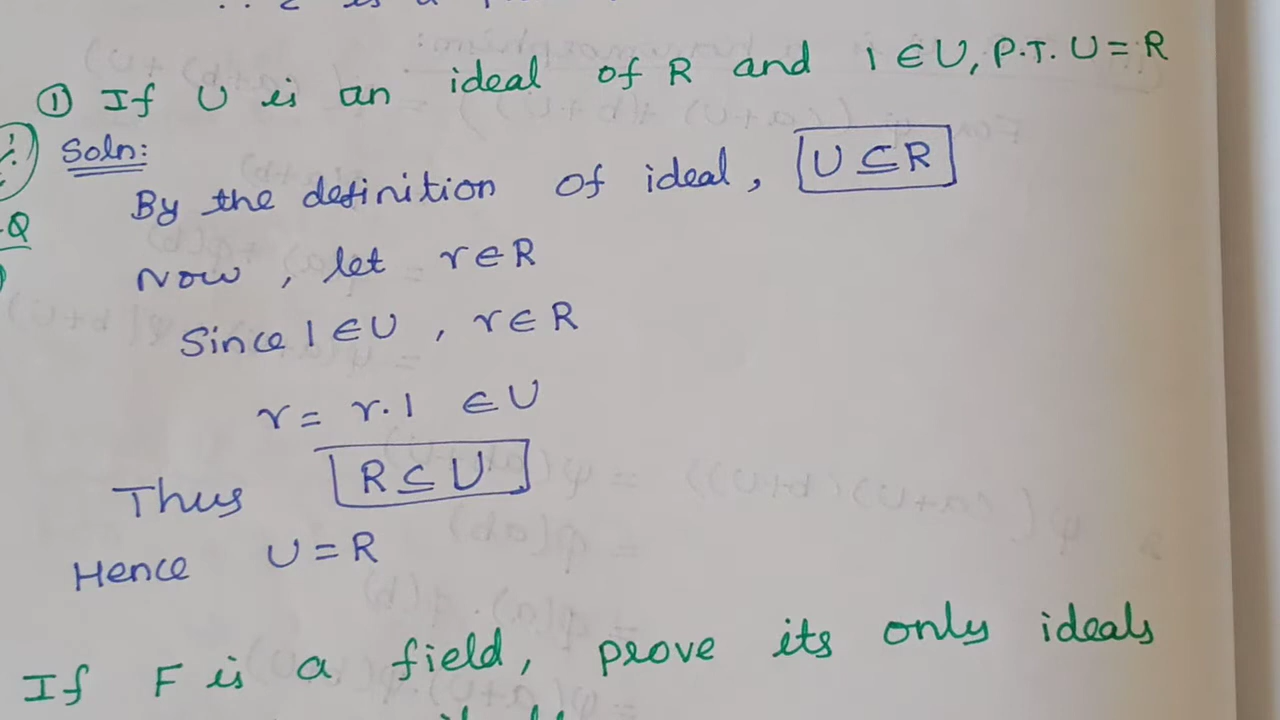 ① If U is an ideal of R and 1 ∈ U, P.T. U = R
Soln:
By the definition of ideal, U ⊆ R
Now, let r ∈ R
Since 1 ∈ U, r ∈ R
r = r.1 ∈ U
Thus R ⊆ U
Hence U = R
If F is a field, prove its only ideals